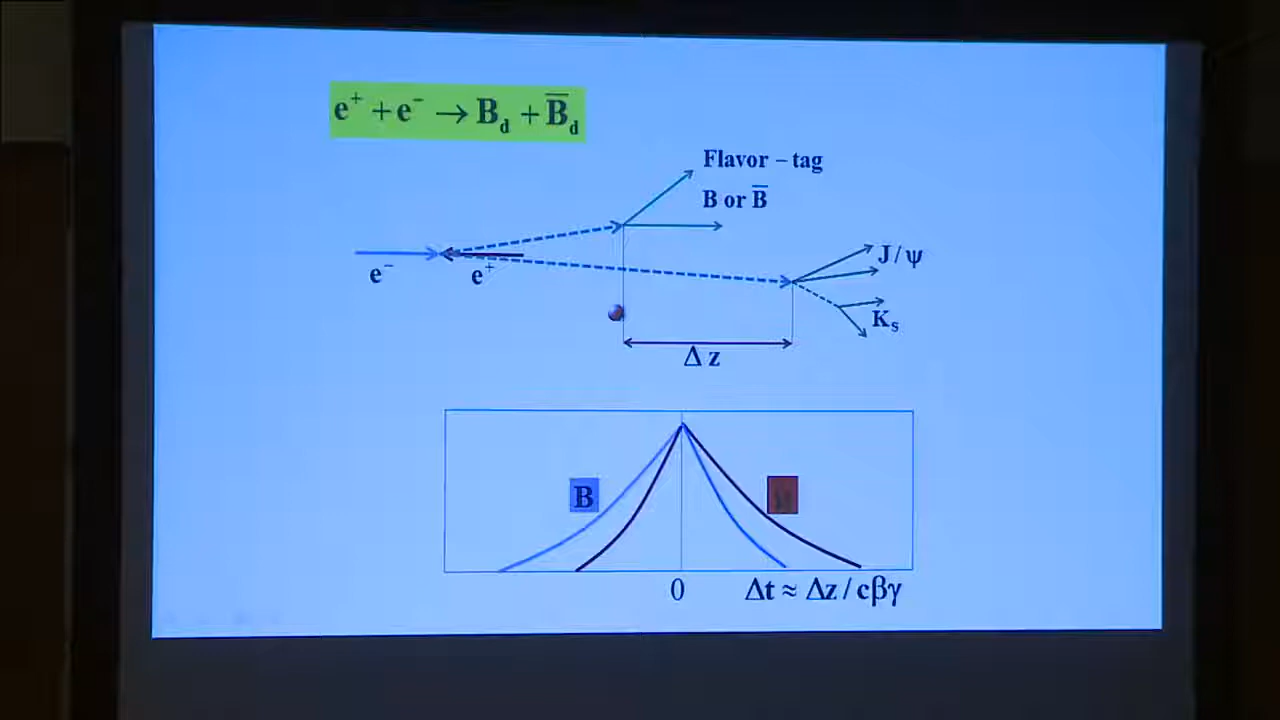 e⁺ + e⁻ → B_d + B̅_d
Flavor – tag
B or B̅
e⁻
e⁺
J / ψ
K_S
Δ z
B
0
Δt ≈ Δz / cβγ